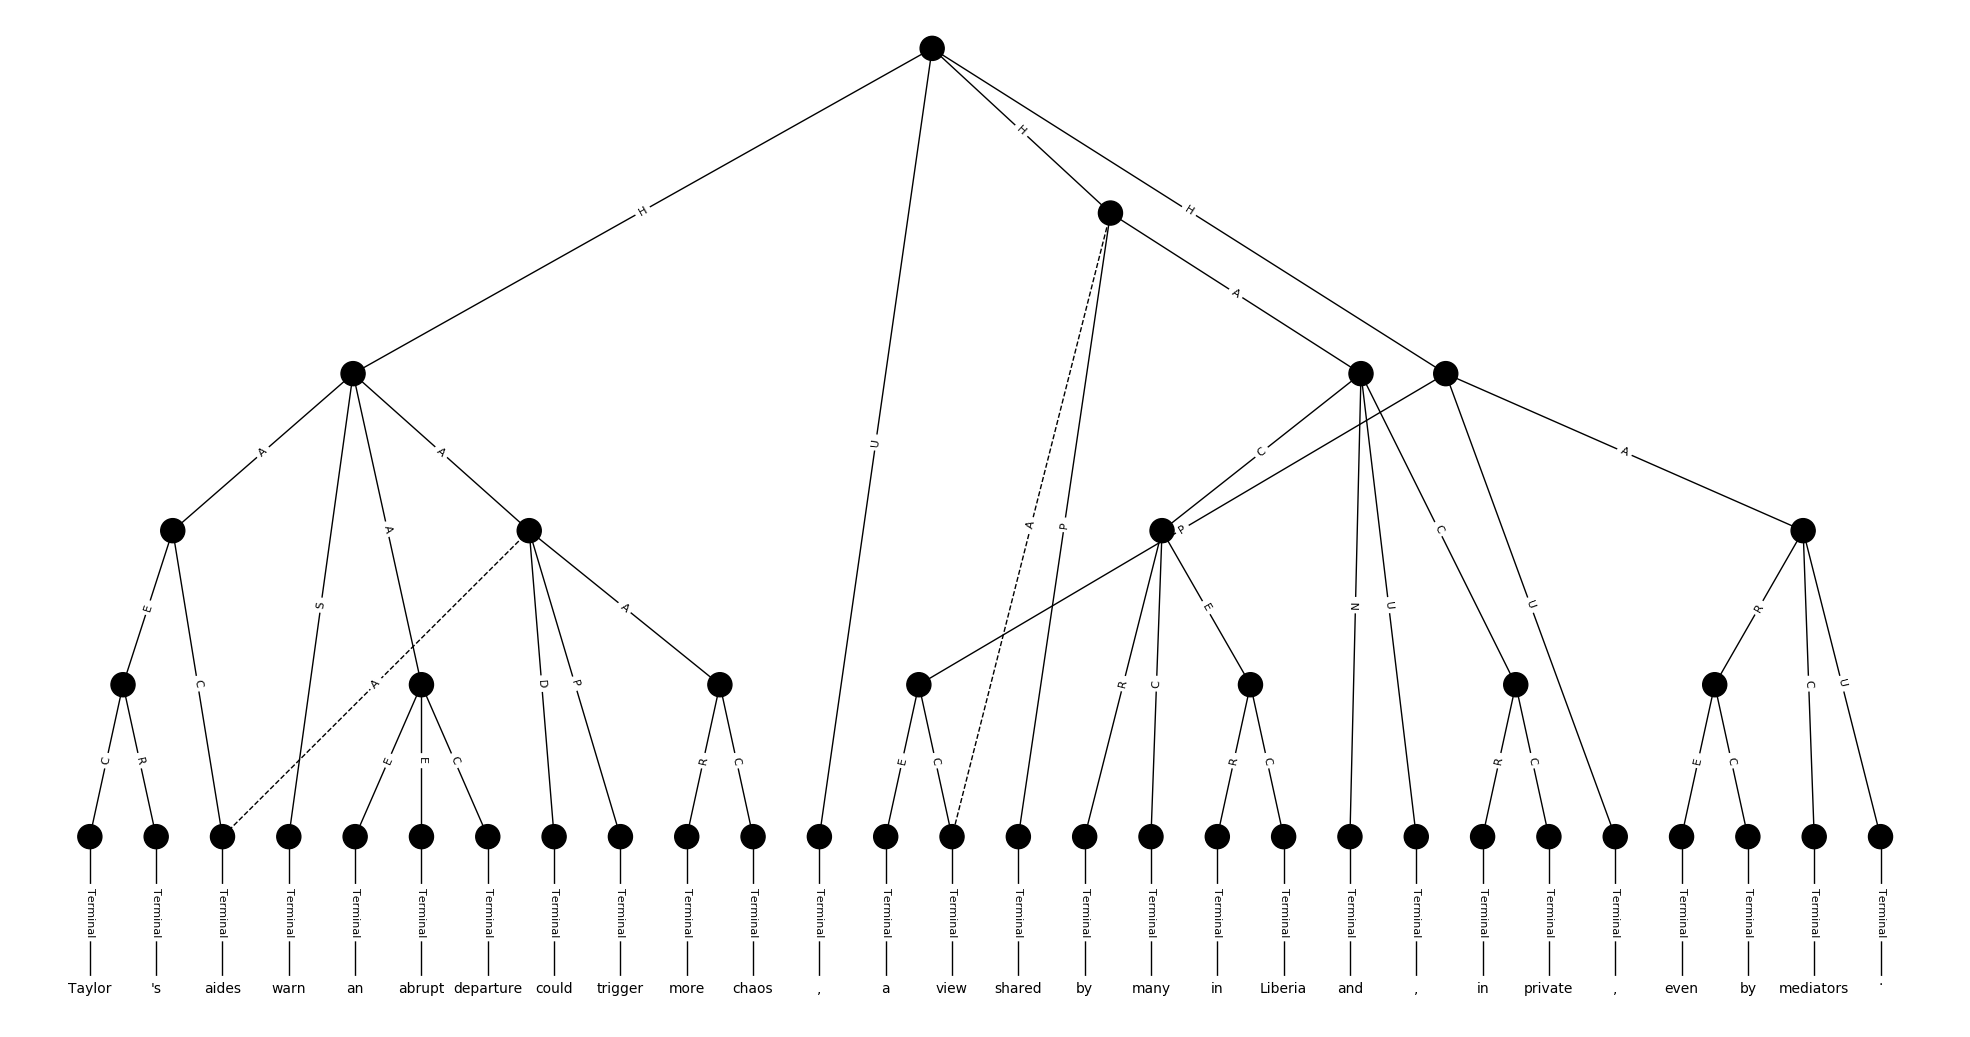 H
H
H
A
U
A
A
C
P
A
A
A
P
C
S
E
R
N
U
U
E
C
A
D
P
R
C
E
R
C
U
C
R
E
E
C
R
C
E
C
R
C
R
C
E
C
Terminal Terminal Terminal Terminal Terminal Terminal Terminal Terminal Terminal Terminal Terminal Terminal Terminal Terminal Terminal Terminal Terminal Terminal Terminal Terminal Terminal Terminal Terminal Terminal Terminal Terminal Terminal Terminal
Taylor 's aides warn an abrupt departure could trigger more chaos , a view shared by many in Liberia and , in private , even by mediators .